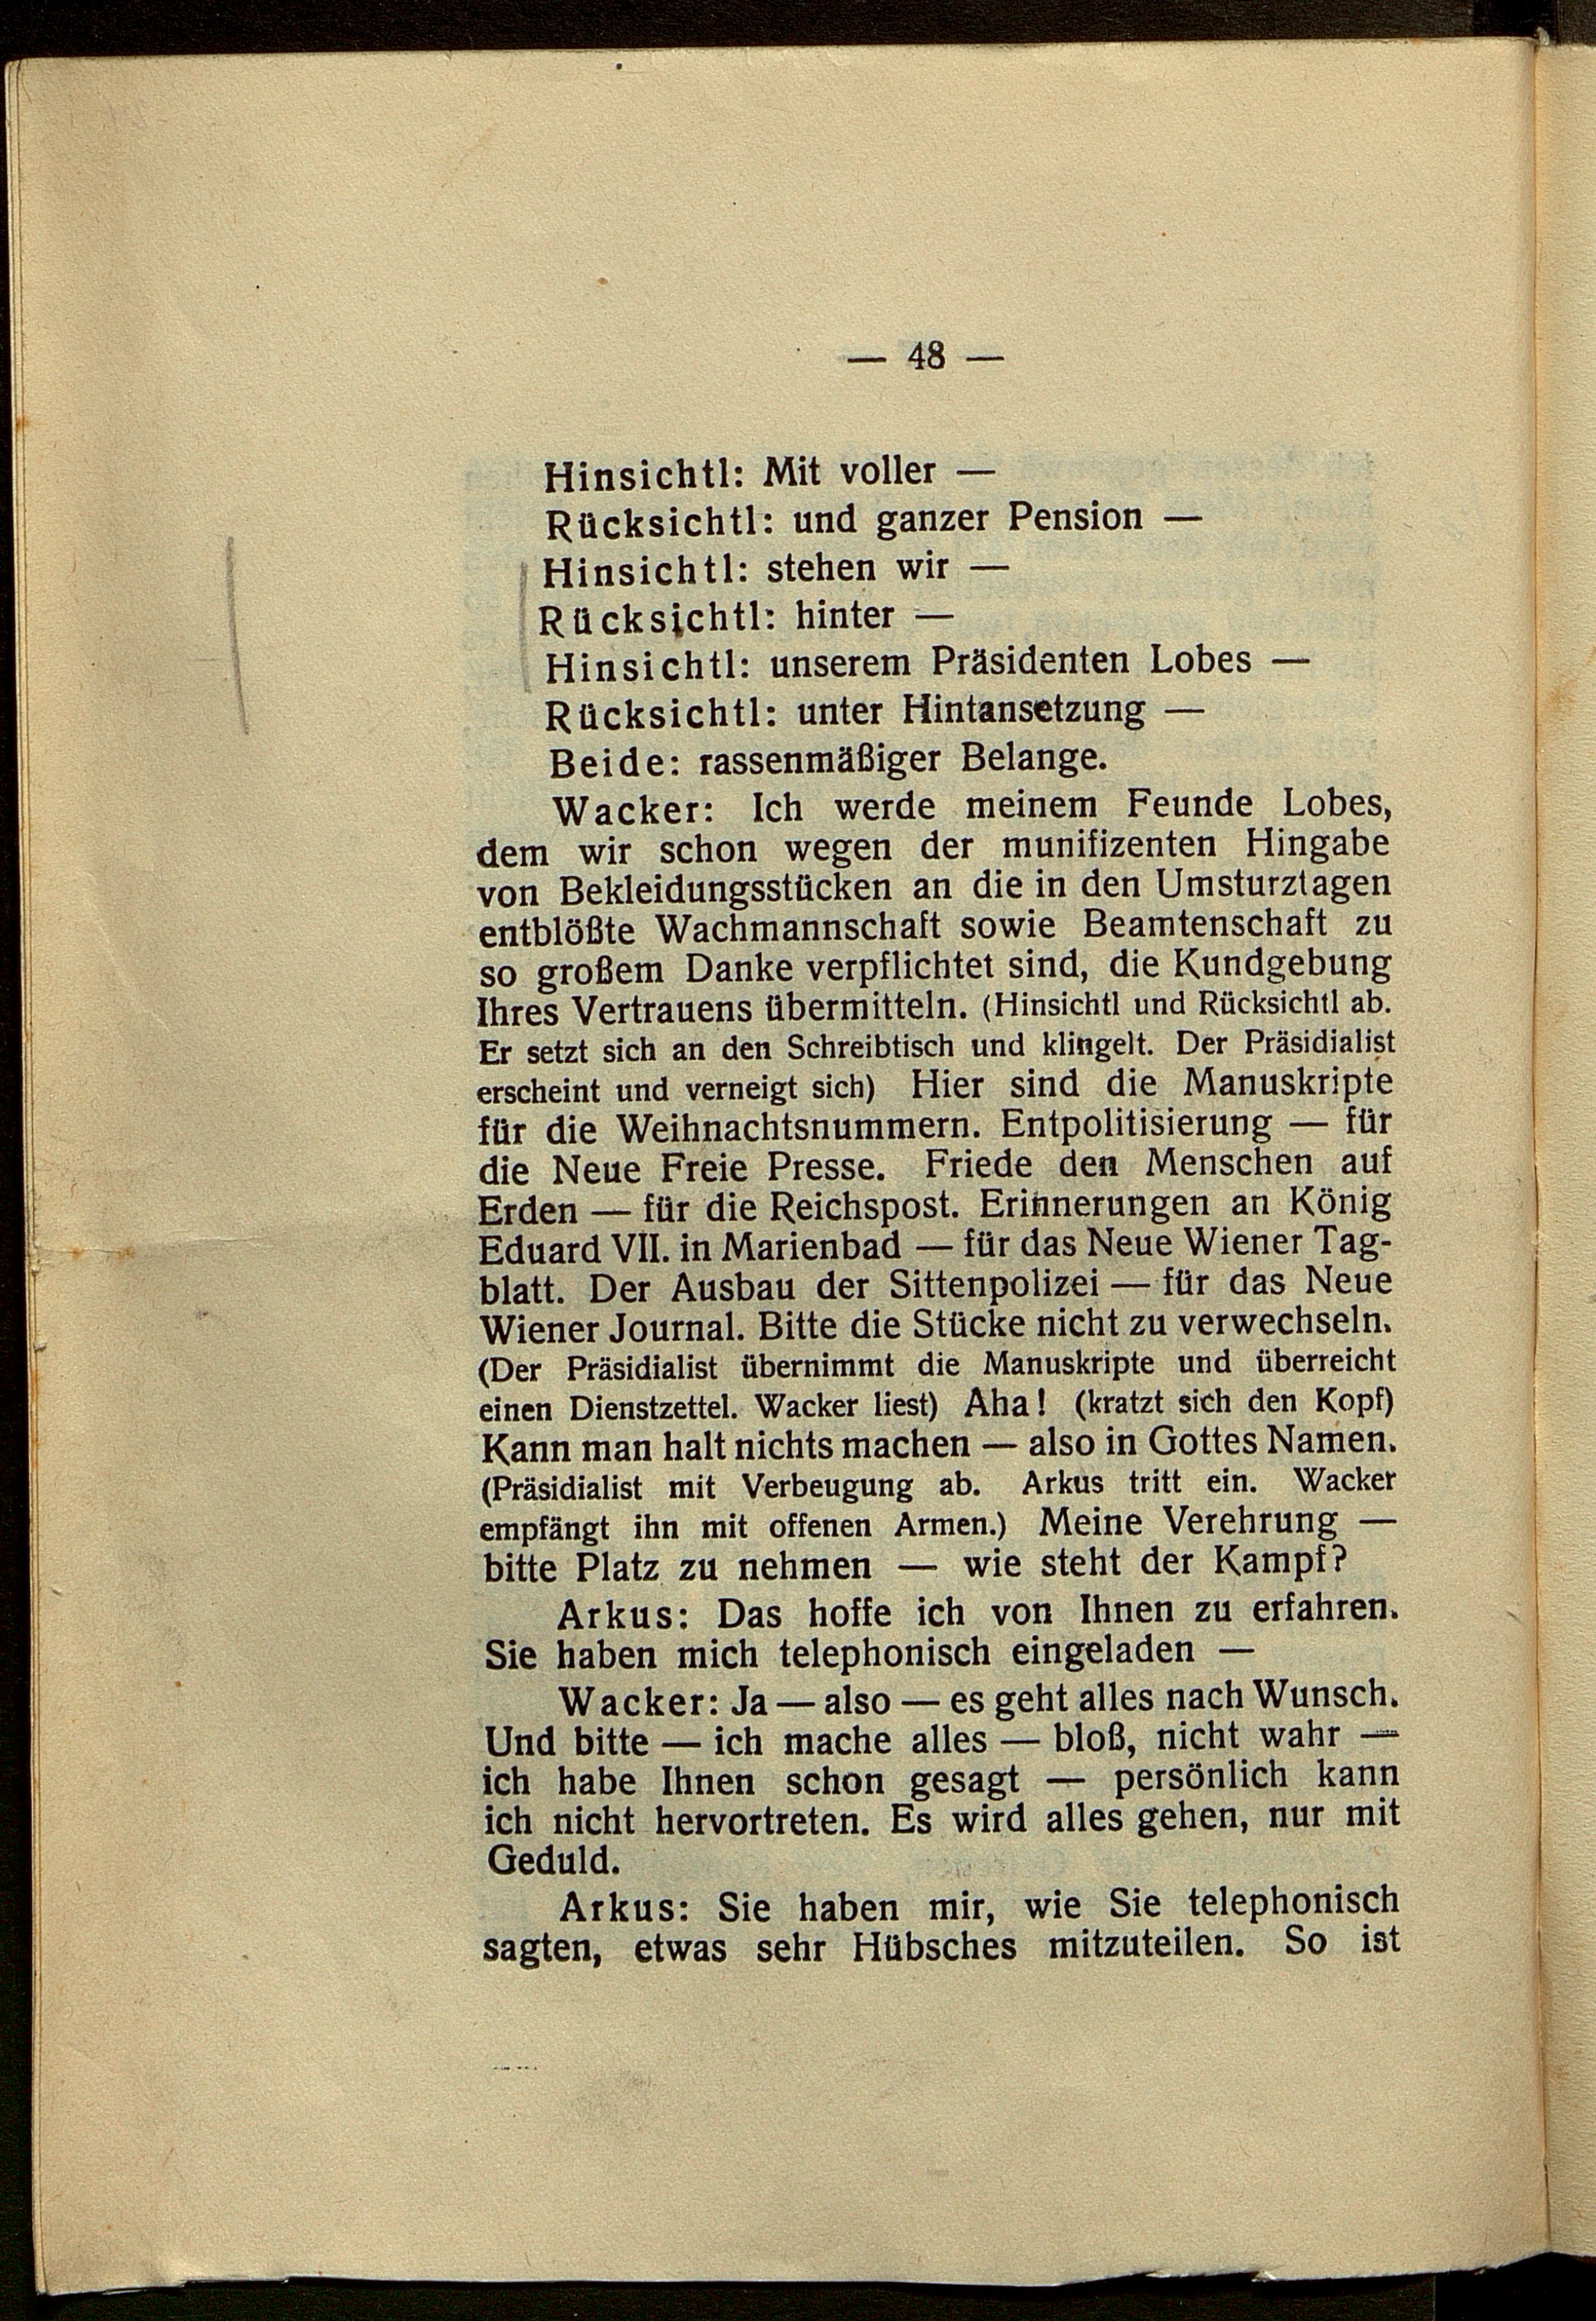 — 48 —
Hinsichtl: Mit voller —
Rücksichtl: und ganzer Pension —
Hinsichtl: stehen wir —
Rücksichtl: hinter —
Hinsichtl: unserem Präsidenten Lobes —
Rücksichtl: unter Hintansetzung —
Beide: rassenmäßiger Belange.
Wacker: Ich werde meinem Feunde Lobes,
dem wir schon wegen der munifizenten Hingabe
von Bekleidungsstücken an die in den Umsturztagen
entblößte Wachmannschaft sowie Beamtenschaft zu
so großem Danke verpflichtet sind, die Kundgebung
Ihres Vertrauens übermitteln. (Hinsichtl und Rücksichtl ab.
Er setzt sich an den Schreibtisch und klingelt. Der Präsidialist
erscheint und verneigt sich) Hier sind die Manuskripte
für die Weihnachtsnummern. Entpolitisierung — für
die Neue Freie Presse. Friede den Menschen auf
Erden — für die Reichspost. Erinnerungen an König
Eduard VII. in Marienbad — für das Neue Wiener Tag-
blatt. Der Ausbau der Sittenpolizei — für das Neue
Wiener Journal. Bitte die Stücke nicht zu verwechseln.
(Der Präsidialist übernimmt die Manuskripte und überreicht
einen Dienstzettel. Wacker liest) Aha! (kratzt sich den Kopf)
Kann man halt nichts machen — also in Gottes Namen.
(Präsidialist mit Verbeugung ab. Arkus tritt ein. Wacker
empfängt ihn mit offenen Armen.) Meine Verehrung —
bitte Platz zu nehmen — wie steht der Kampf?
Arkus: Das hoffe ich von Ihnen zu erfahren.
Sie haben mich telephonisch eingeladen —
Wacker: Ja — also — es geht alles nach Wunsch.
Und bitte — ich mache alles — bloß, nicht wahr —
ich habe Ihnen schon gesagt — persönlich kann
ich nicht hervortreten. Es wird alles gehen, nur mit
Geduld.
Arkus: Sie haben mir, wie Sie telephonisch
sagten, etwas sehr Hübsches mitzuteilen. So ist